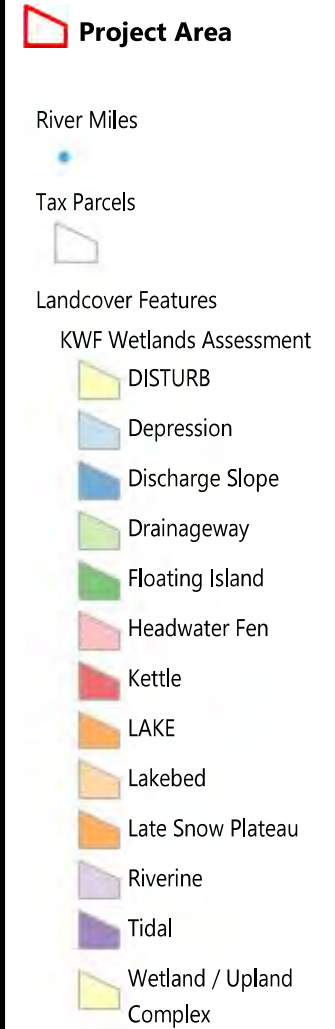 Project Area
River Miles
Tax Parcels
Landcover Features
KWF Wetlands Assessment
DISTURB
Depression
Discharge Slope
Drainageway
Floating Island
Headwater Fen
Kettle
LAKE
Lakebed
Late Snow Plateau
Riverine
Tidal
Wetland / Upland
Complex